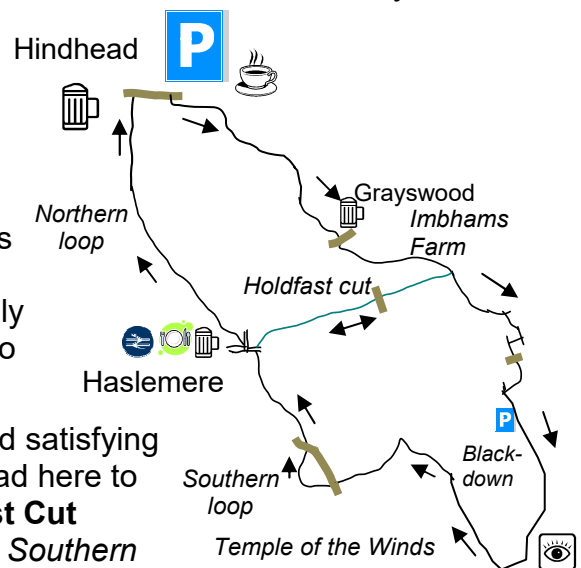 Hindhead
P
Grayswood
Imbhams
Farm
Northern
loop
s
Holdfast cut
ly
o
Haslemere
P
d satisfying
Black-
down
ad here to
Southern
loop
st Cut
Southern
Temple of the Winds